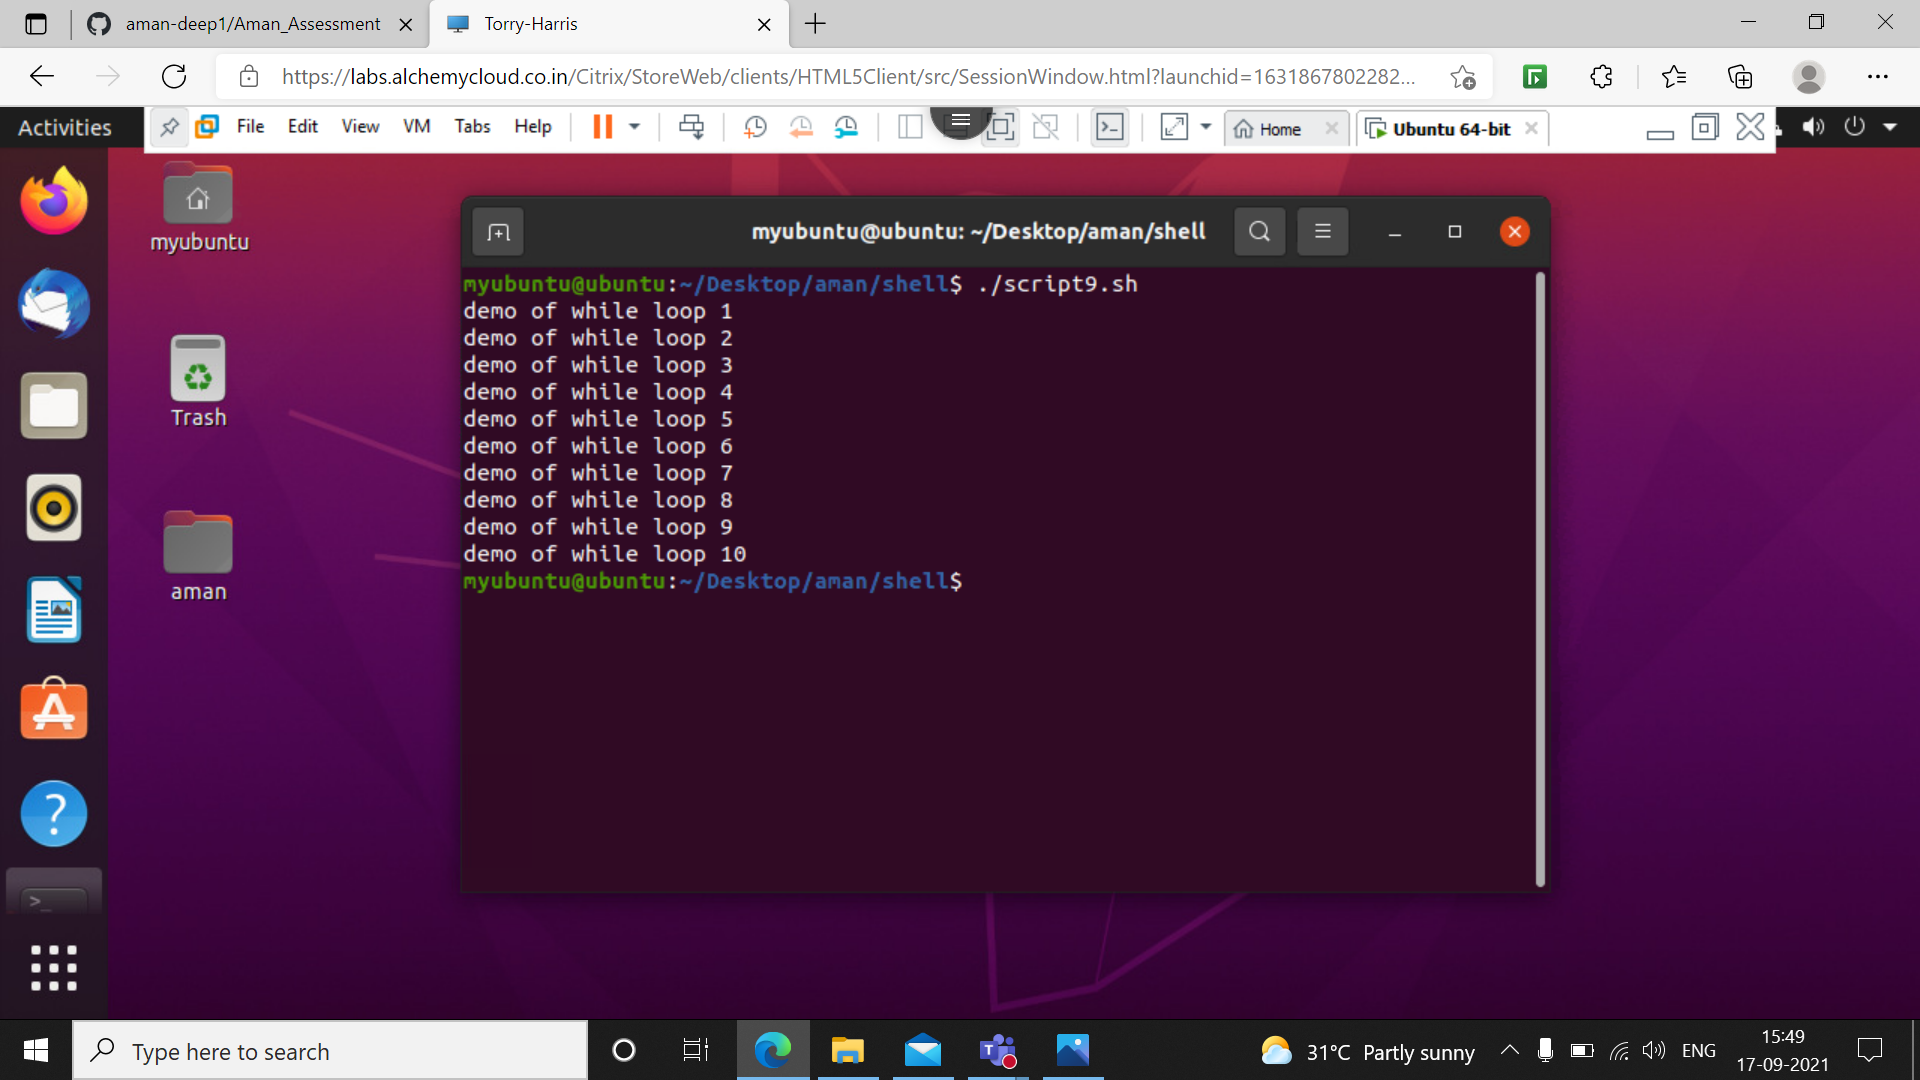 aman-deep1/Aman_Assessment
Torry-Harris
https://labs.alchemycloud.co.in/Citrix/StoreWeb/clients/HTML5Client/src/SessionWindow.html?launchid=1631867802282...
Activities
File Edit View VM Tabs Help
Home
Ubuntu 64-bit
myubuntu
Trash
aman
myubuntu@ubuntu: ~/Desktop/aman/shell
myubuntu@ubuntu:~/Desktop/aman/shell$ ./script9.sh
demo of while loop 1
demo of while loop 2
demo of while loop 3
demo of while loop 4
demo of while loop 5
demo of while loop 6
demo of while loop 7
demo of while loop 8
demo of while loop 9
demo of while loop 10
myubuntu@ubuntu:~/Desktop/aman/shell$
Type here to search
31°C Partly sunny
ENG
15:49
17-09-2021